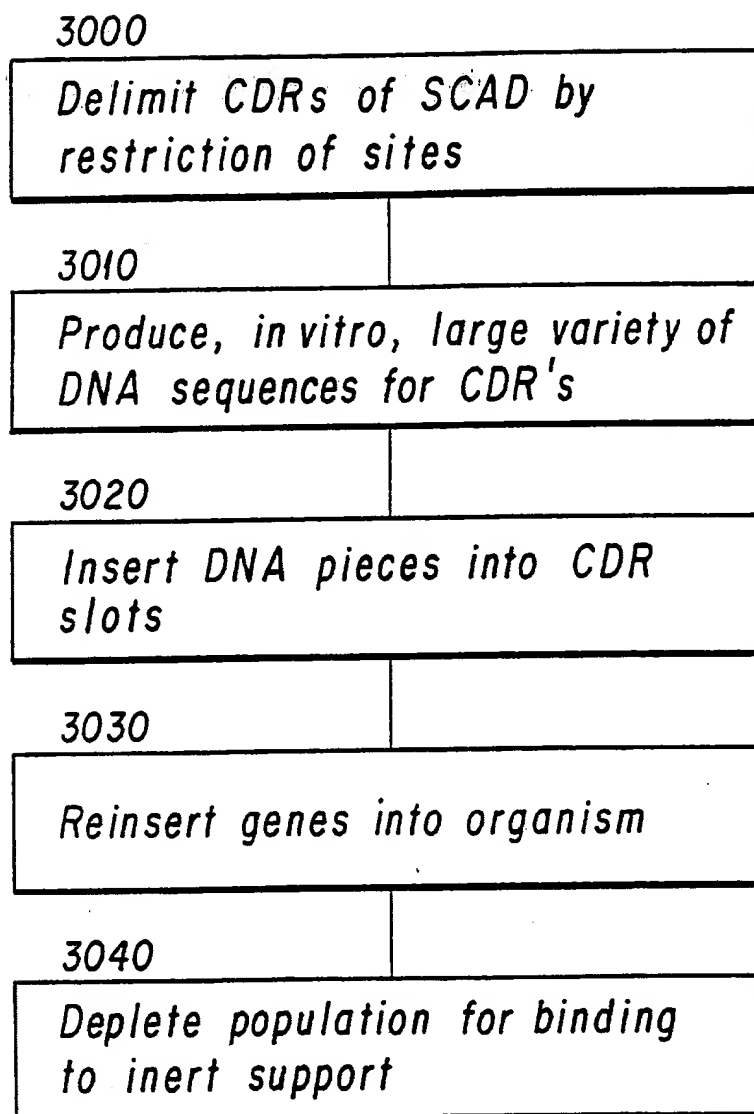 3000
Delimit CDRs of SCAD by
restriction of sites
3010
Produce, in vitro, large variety of
DNA sequences for CDR's
3020
Insert DNA pieces into CDR
slots
3030
Reinsert genes into organism
3040
Deplete population for binding
to inert support